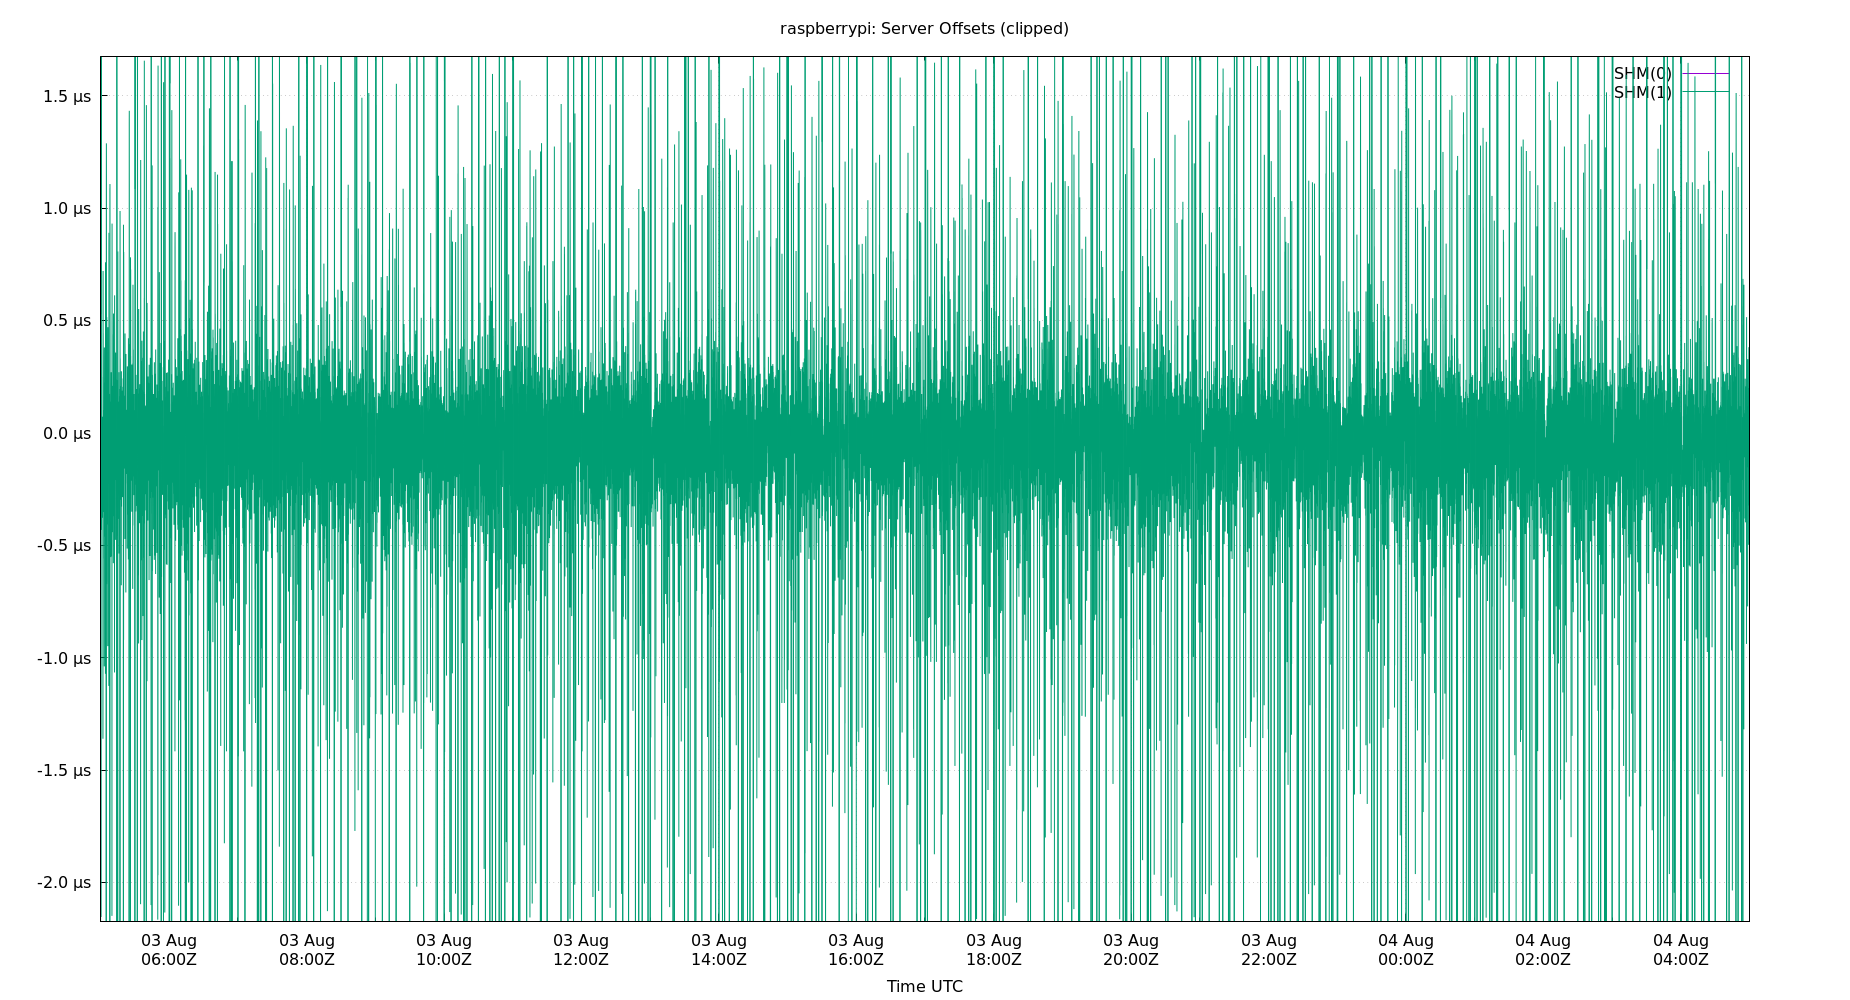 raspberrypi: Server Offsets (clipped)
SHM(0)
SHM(1)
1.5 µs
1.0 µs
0.5 µs
0.0 µs
-0.5 µs
-1.0 µs
-1.5 µs
-2.0 µs
03 Aug 03 Aug 03 Aug 03 Aug 03 Aug 03 Aug 03 Aug 03 Aug 03 Aug 04 Aug 04 Aug 04 Aug
06:00Z 08:00Z 10:00Z 12:00Z 14:00Z 16:00Z 18:00Z 20:00Z 22:00Z 00:00Z 02:00Z 04:00Z
Time UTC